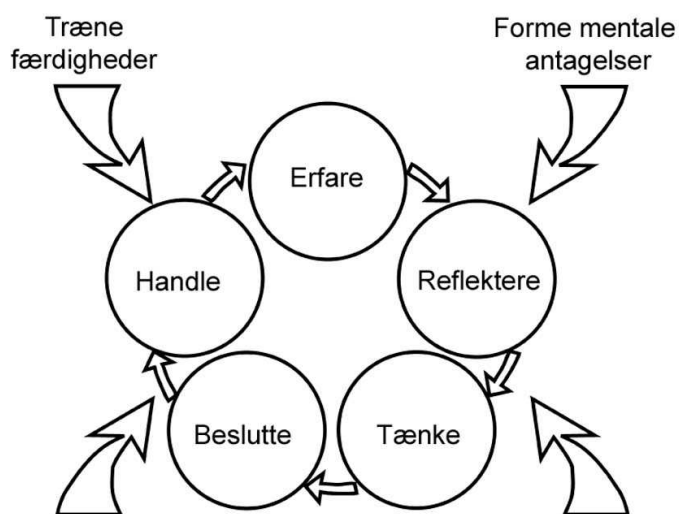 Træne
færdigheder
Forme mentale
antagelser
Erfare
Handle
Reflektere
Beslutte
Tænke